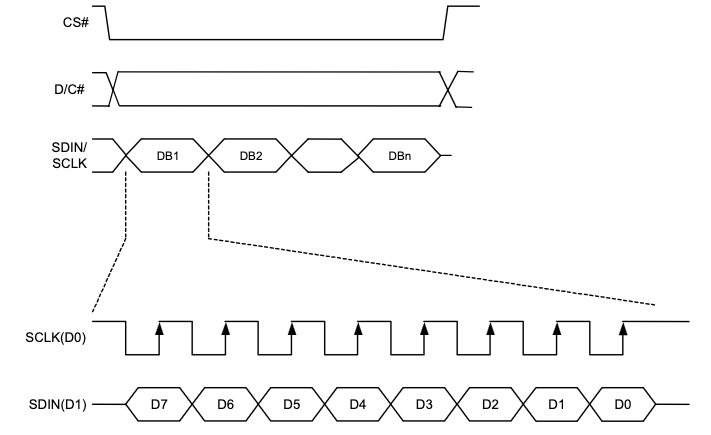 CS#
D/C#
SDIN/
SCLK
DB1 DB2 DBn
SCLK(D0)
SDIN(D1) D7 D6 D5 D4 D3 D2 D1 D0